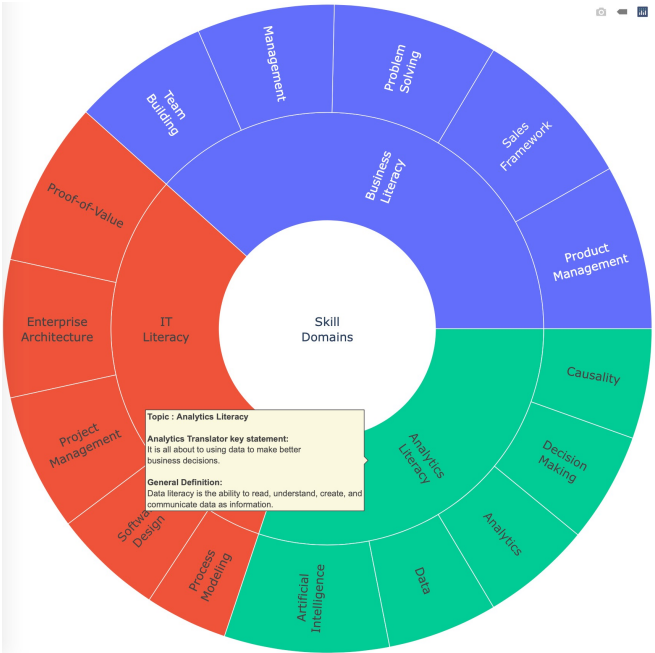 Team
Building
Management
Problem
Solving
Sales
Framework
Product
Management
Business
Literacy
Proof-of-Value
Enterprise
Architecture
IT
Literacy
Skill
Domains
Causality
Project
Management
Topic : Analytics Literacy
Analytics Translator key statement:
It is all about to using data to make better
business decisions.
General Definition:
Data literacy is the ability to read, understand, create, and
communicate data as information.
Analytics
Literacy
Decision
Making
Design
Analytics
Process
Modeling
Artificial
Intelligence
Data